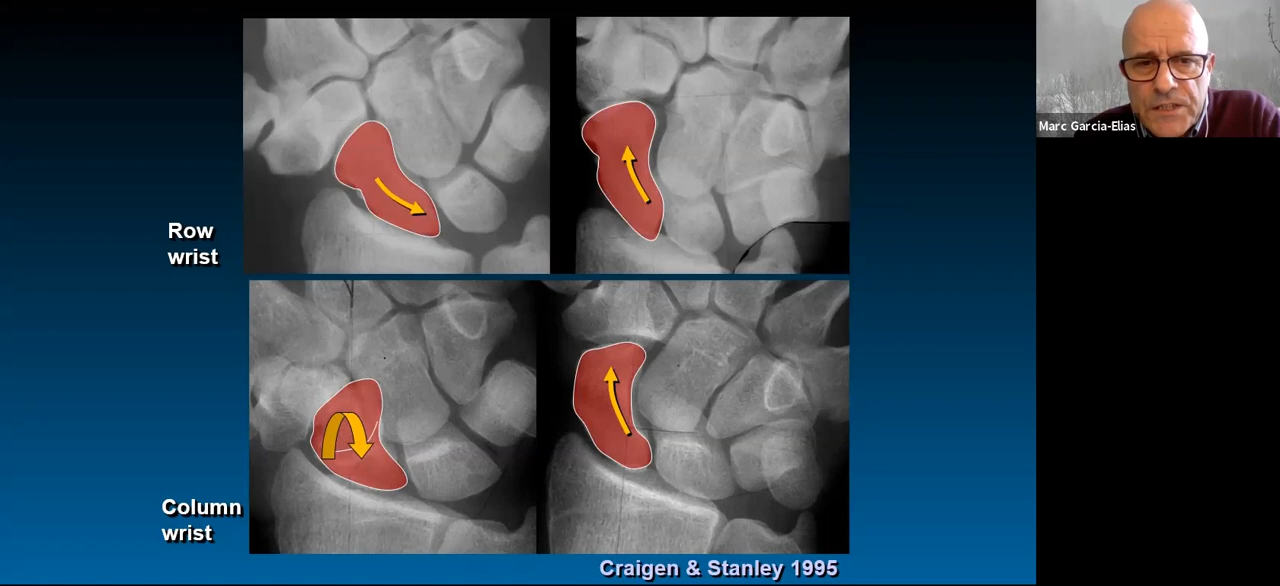 Marc Garcia-Elias
Row
wrist
Column
wrist
Craigen & Stanley 1995